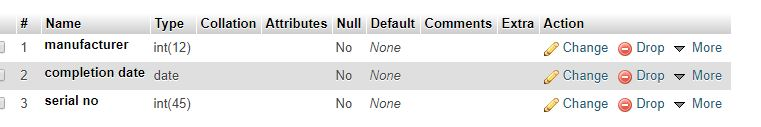 # Name Type Collation Attributes Null Default Comments Extra Action
1 manufacturer int(12) No None Change Drop More
2 completion date date No None Change Drop More
3 serial no int(45) No None Change Drop More